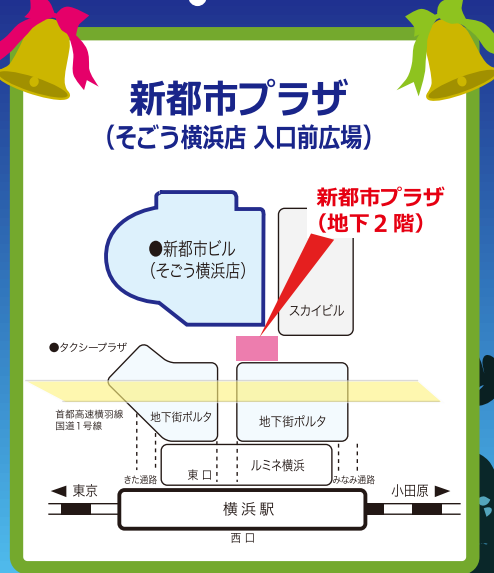 新都市プラザ
（そごう横浜店 入口前広場）
新都市プラザ
（地下２階）
●新都市ビル
（そごう横浜店）
スカイビル
●タクシープラザ
首都高速横羽線
国道1号線
地下街ポルタ
地下街ポルタ
きた通路
東口
ルミネ横浜
みなみ通路
東京
小田原
横浜駅
西口